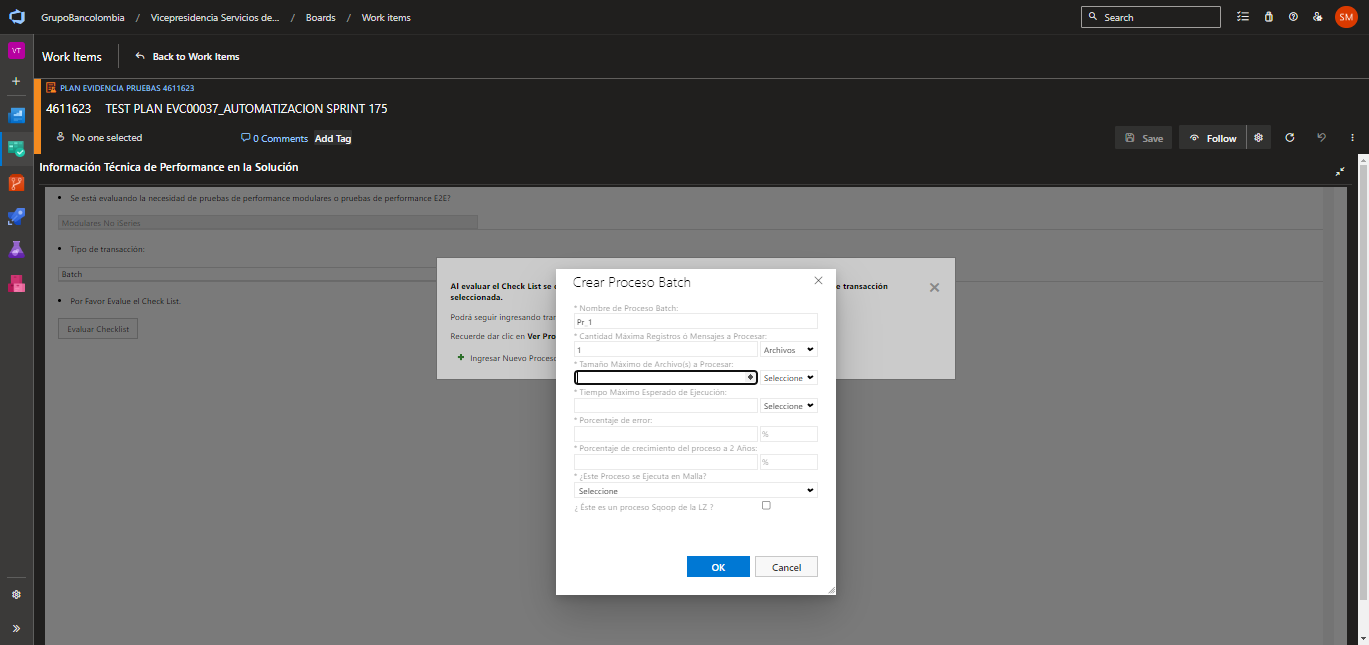 GrupoBancolombia / Vicepresidencia Servicios de... / Boards / Work items
Search
SM
VT
Work Items
Back to Work Items
PLAN EVIDENCIA PRUEBAS 4611623
4611623 TEST PLAN EVC00037_AUTOMATIZACION SPRINT 175
No one selected
0 Comments
Add Tag
Save
Follow
Información Técnica de Performance en la Solución
Se está evaluando la necesidad de pruebas de performance modulares o pruebas de performance E2E?
Modulares No iSeries
Tipo de transacción:
Batch
Por Favor Evalue el Check List.
Evaluar Checklist
Al evaluar el Check List se
e transacción
seleccionada.
Podrá seguir ingresando
Recuerde dar clic en Ver
Ingresar Nuevo Proceso
Crear Proceso Batch
* Nombre de Proceso Batch:
Pr_1
* Cantidad Máxima Registros ó Mensajes a Procesar:
1
Archivos
* Tamaño Máximo de Archivo(s) a Procesar:
Seleccione
* Tiempo Máximo Esperado de Ejecución:
Seleccione
* Porcentaje de error:
%
* Porcentaje de crecimiento del proceso a 2 Años:
%
* ¿Este Proceso se Ejecuta en Malla?
Seleccione
¿ Éste es un proceso Sqoop de la LZ ?
OK
Cancel